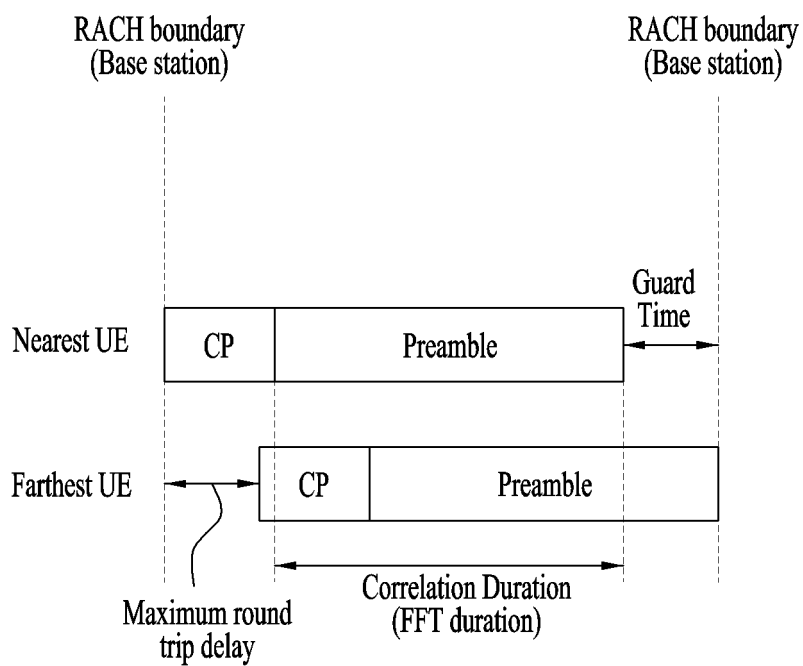 RACH boundary
(Base station)
RACH boundary
(Base station)
Guard
Time
Nearest UE
CP
Preamble
Farthest UE
CP
Preamble
Correlation Duration
(FFT duration)
Maximum round
trip delay